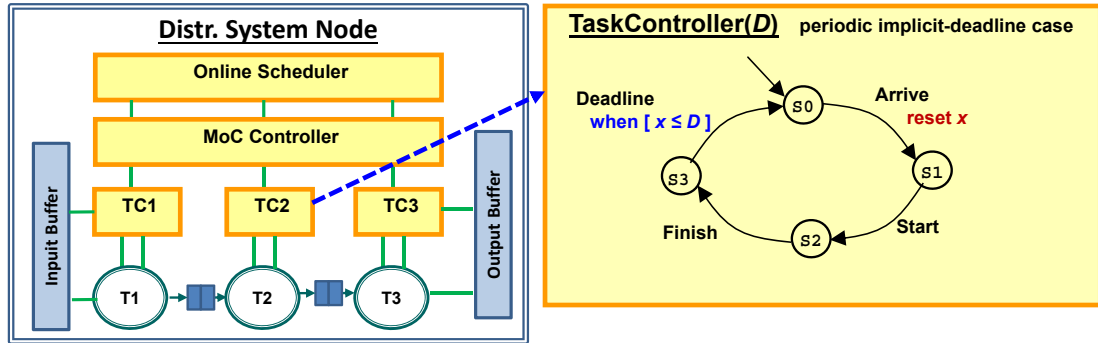 Distr. System Node
Online Scheduler
MoC Controller
Inpuit Buffer
TC1
TC2
TC3
Output Buffer
T1
T2
T3
TaskController(D) periodic implicit-deadline case
S0
Deadline
when [ x ≤ D ]
Arrive
reset x
S3
S1
Finish
S2
Start